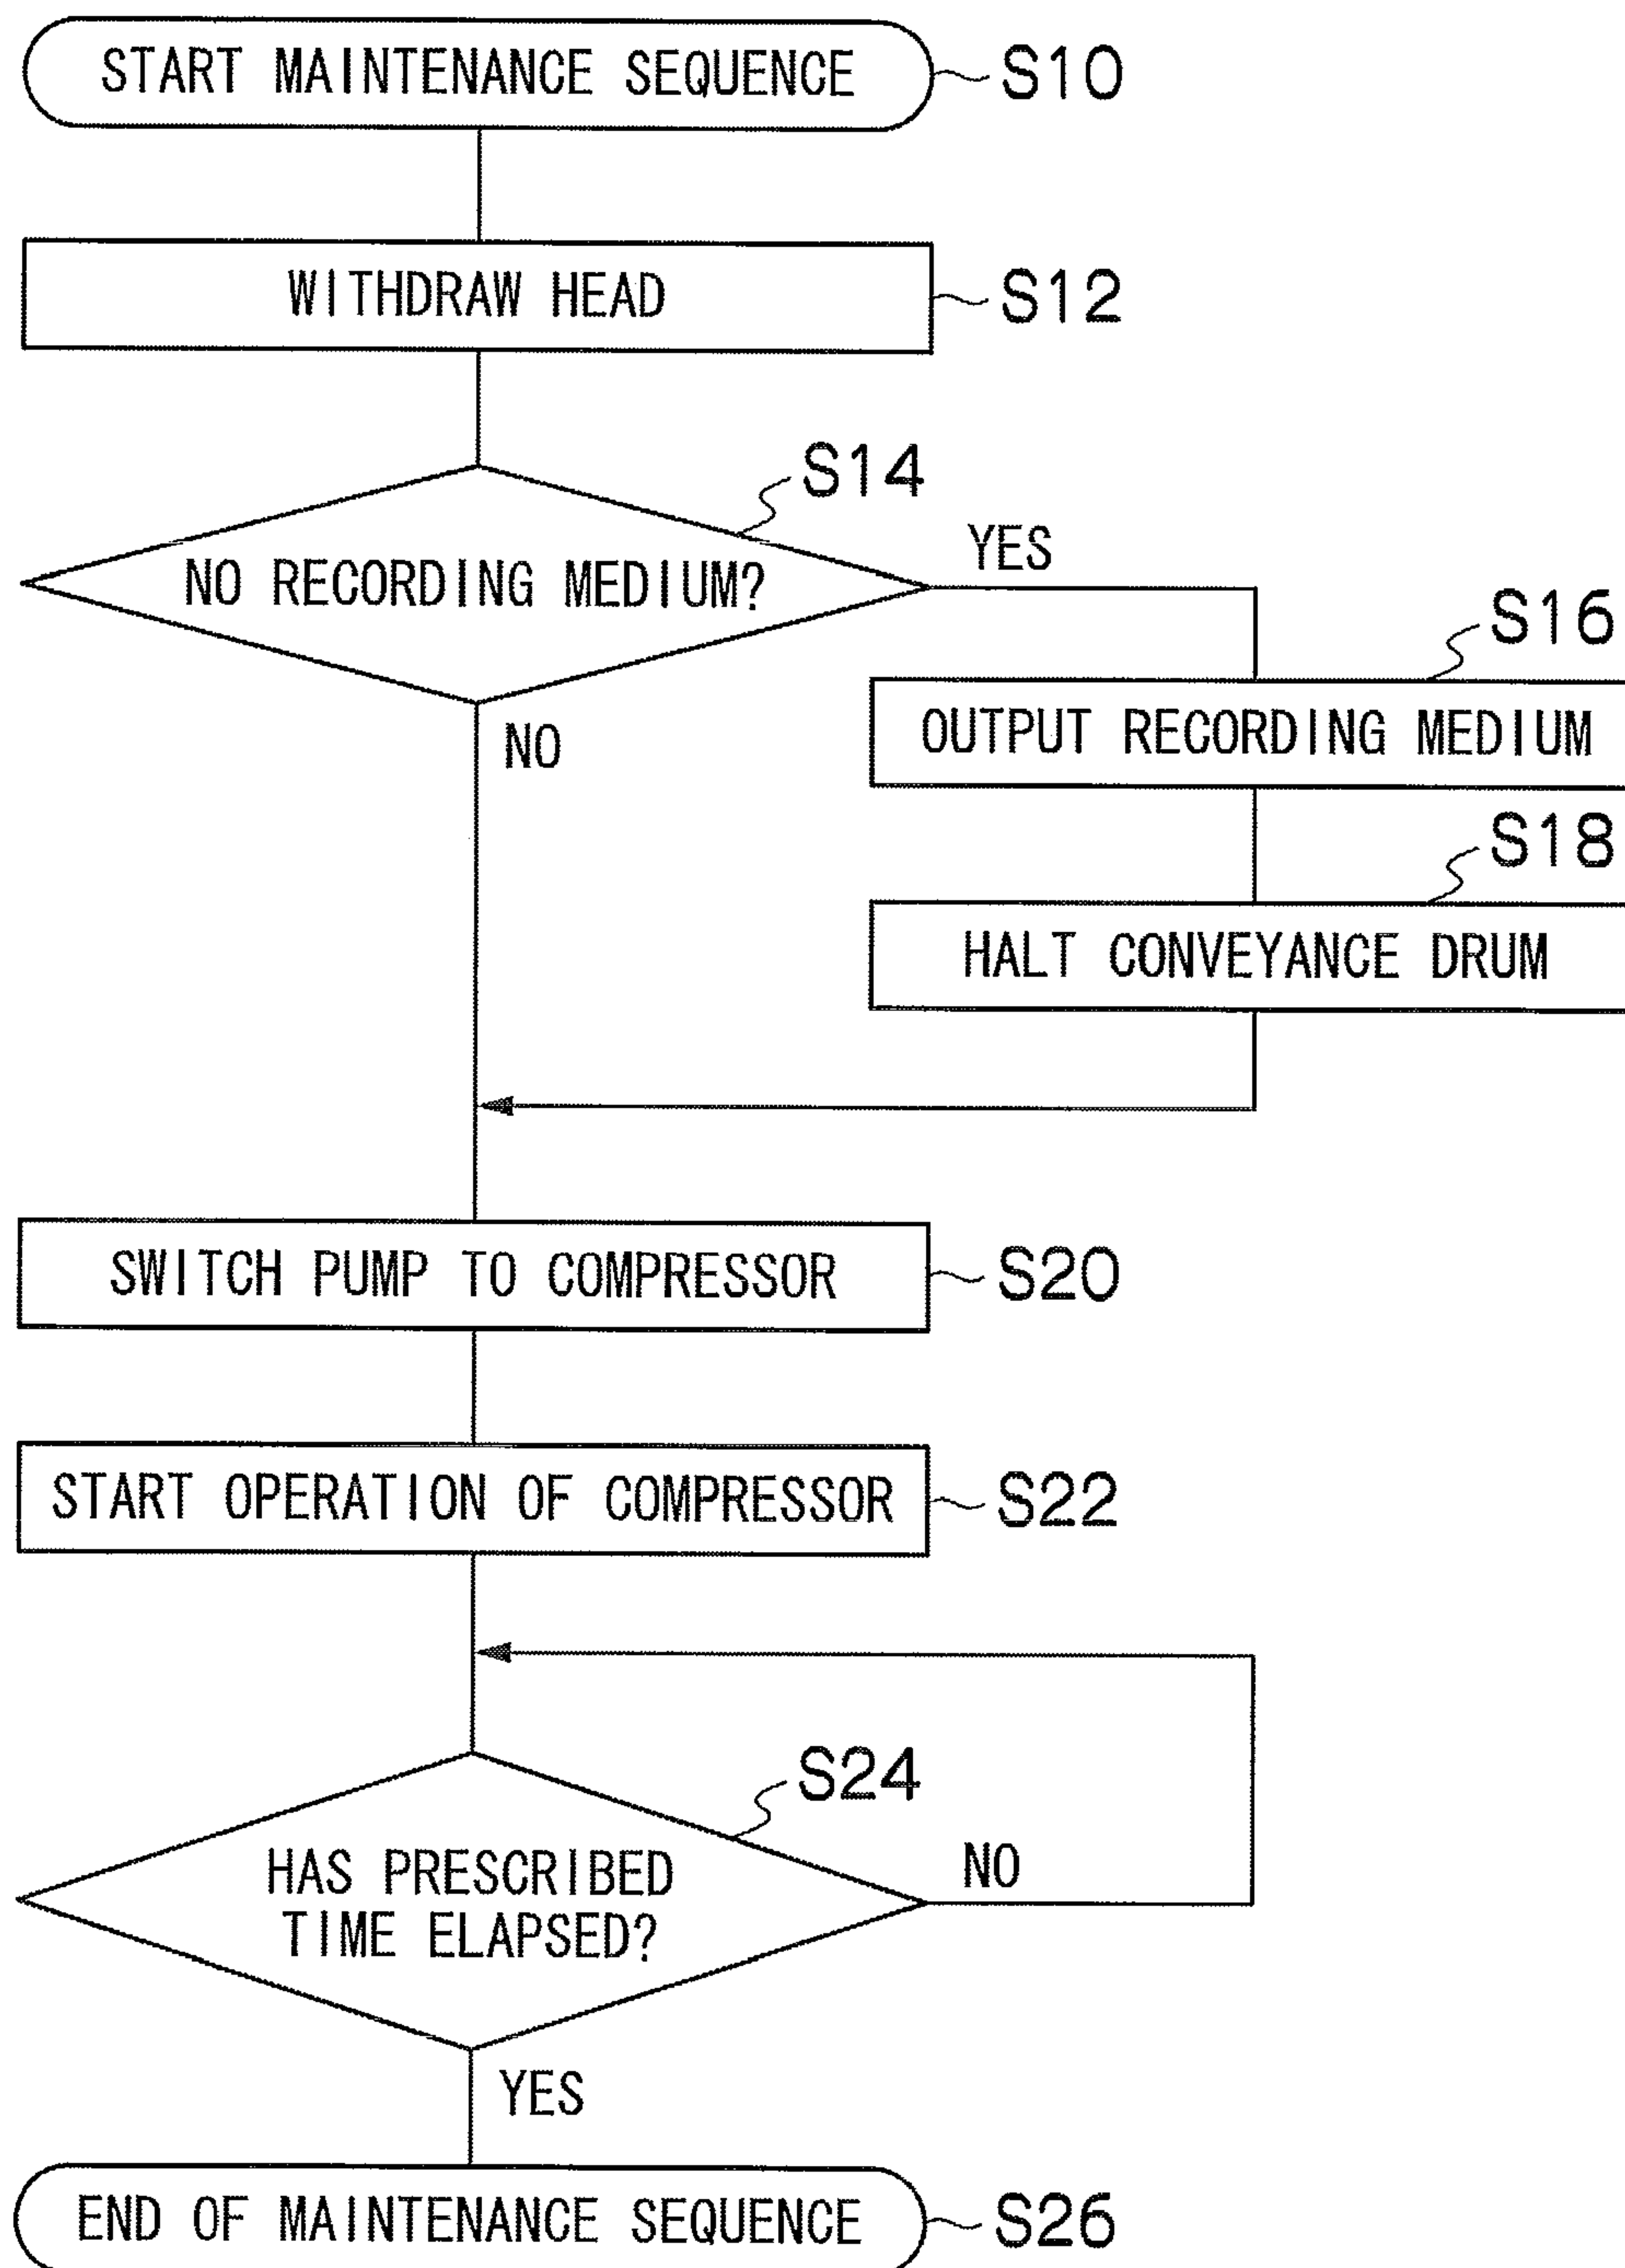 START MAINTENANCE SEQUENCE S10
WITHDRAW HEAD S12
S14
NO RECORDING MEDIUM?
YES
NO
S16
OUTPUT RECORDING MEDIUM
S18
HALT CONVEYANCE DRUM
SWITCH PUMP TO COMPRESSOR S20
START OPERATION OF COMPRESSOR S22
S24
HAS PRESCRIBED
TIME ELAPSED?
NO
YES
END OF MAINTENANCE SEQUENCE S26